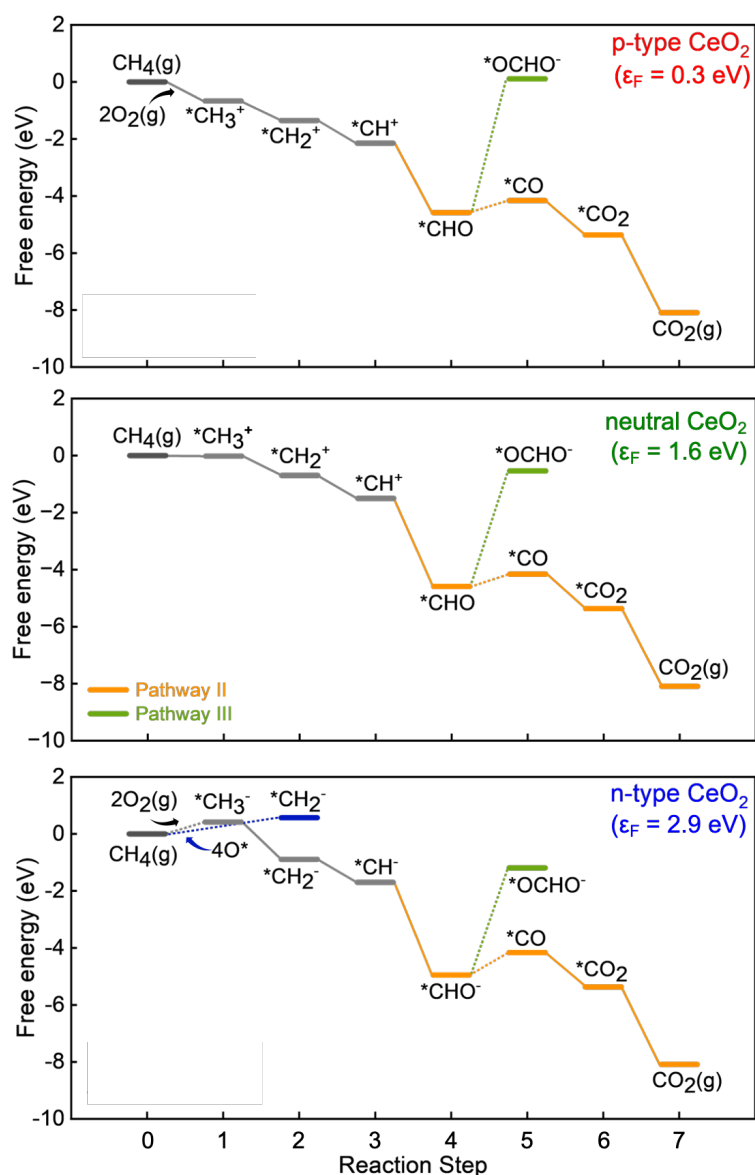 p-type CeO₂
(εF = 0.3 eV)
Free energy (eV)
2
0
-2
-4
-6
-8
-10
CH₄(g)
2O₂(g)
*CH₃⁺
*CH₂⁺
*CH⁺
*CHO
*OCHO⁻
*CO
*CO₂
CO₂(g)
neutral CeO₂
(εF = 1.6 eV)
Free energy (eV)
0
−2
−4
−6
−8
−10
CH₄(g)
*CH₃⁺
*CH₂⁺
*CH⁺
*CHO
*OCHO⁻
*CO
*CO₂
CO₂(g)
Pathway II
Pathway III
n-type CeO₂
(εF = 2.9 eV)
Free energy (eV)
2
0
-2
-4
-6
-8
-10
2O₂(g)
CH₄(g)
4O*
*CH₃⁻
*CH₂⁻
*CH₂⁻
*CH⁻
*CHO⁻
*OCHO⁻
*CO
*CO₂
CO₂(g)
0 1 2 3 4 5 6 7
Reaction Step